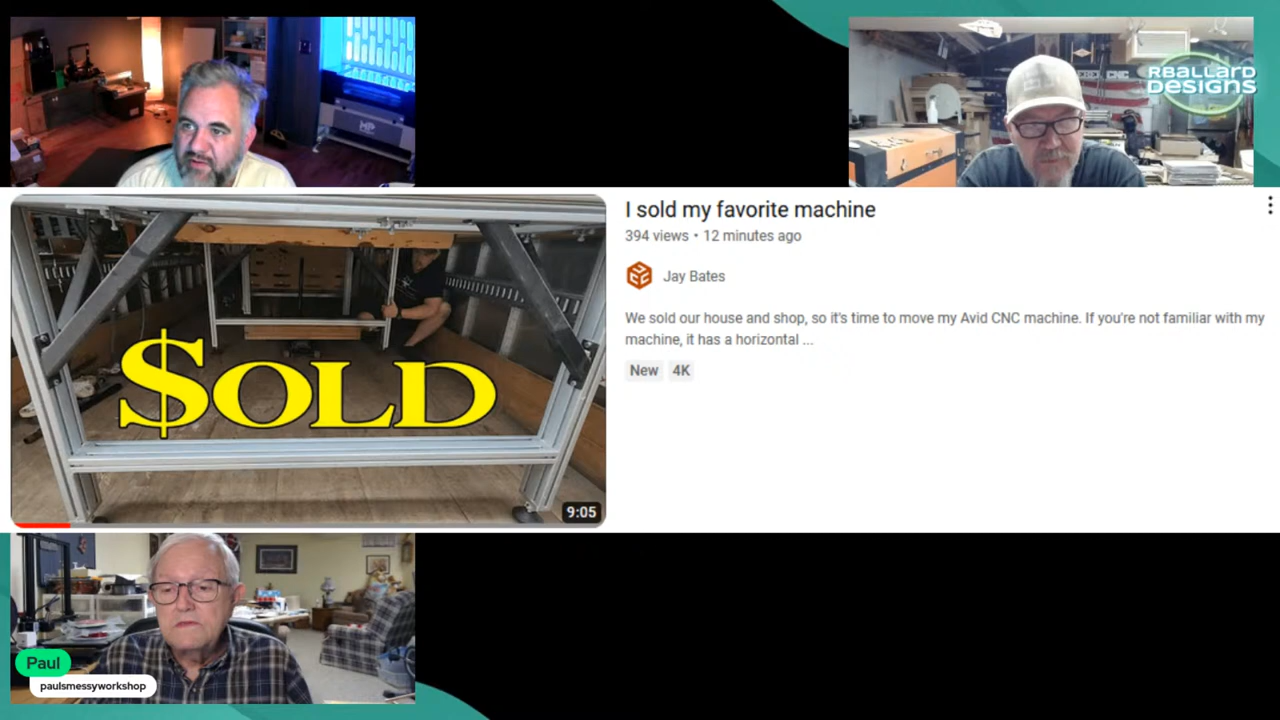 RBALLARD
DESIGNS
CNC
I sold my favorite machine
394 views • 12 minutes ago
Jay Bates
We sold our house and shop, so it's time to move my Avid CNC machine. If you're not familiar with my
machine, it has a horizontal ...
New 4K
$OLD
9:05
Paul
paulsmessyworkshop